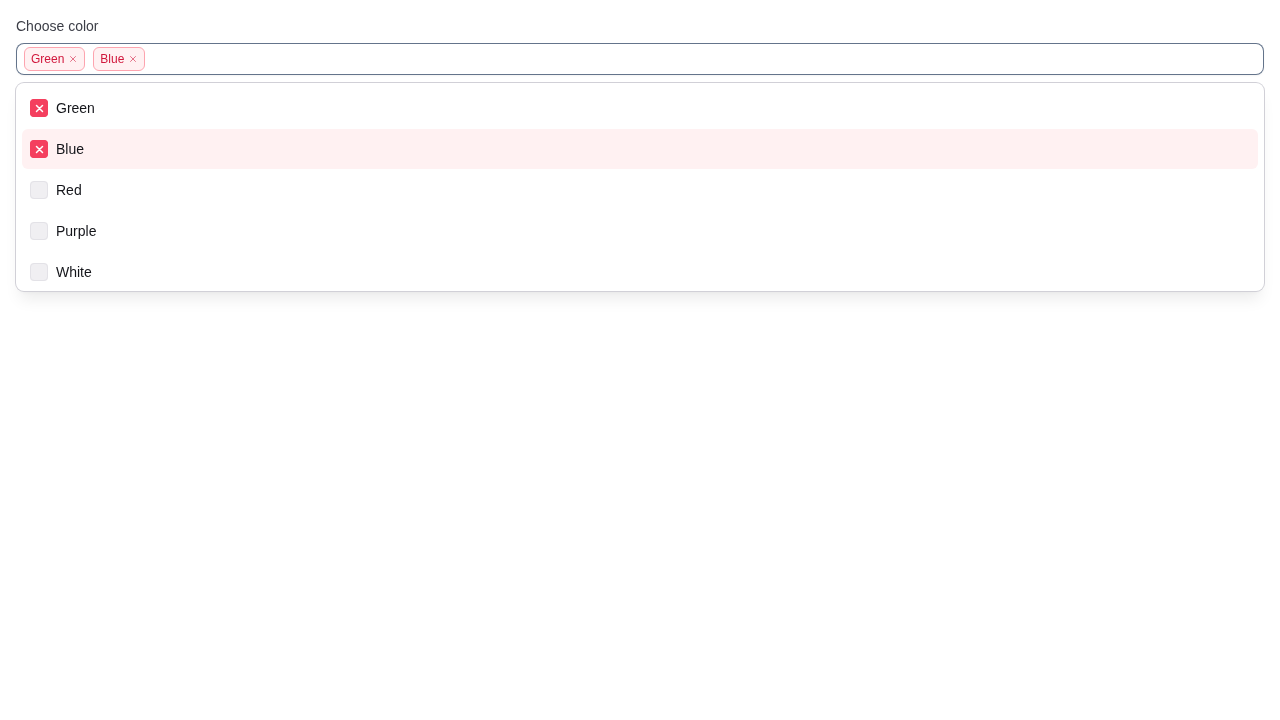 Choose color
Green Blue
Green
Blue
Red
Purple
White